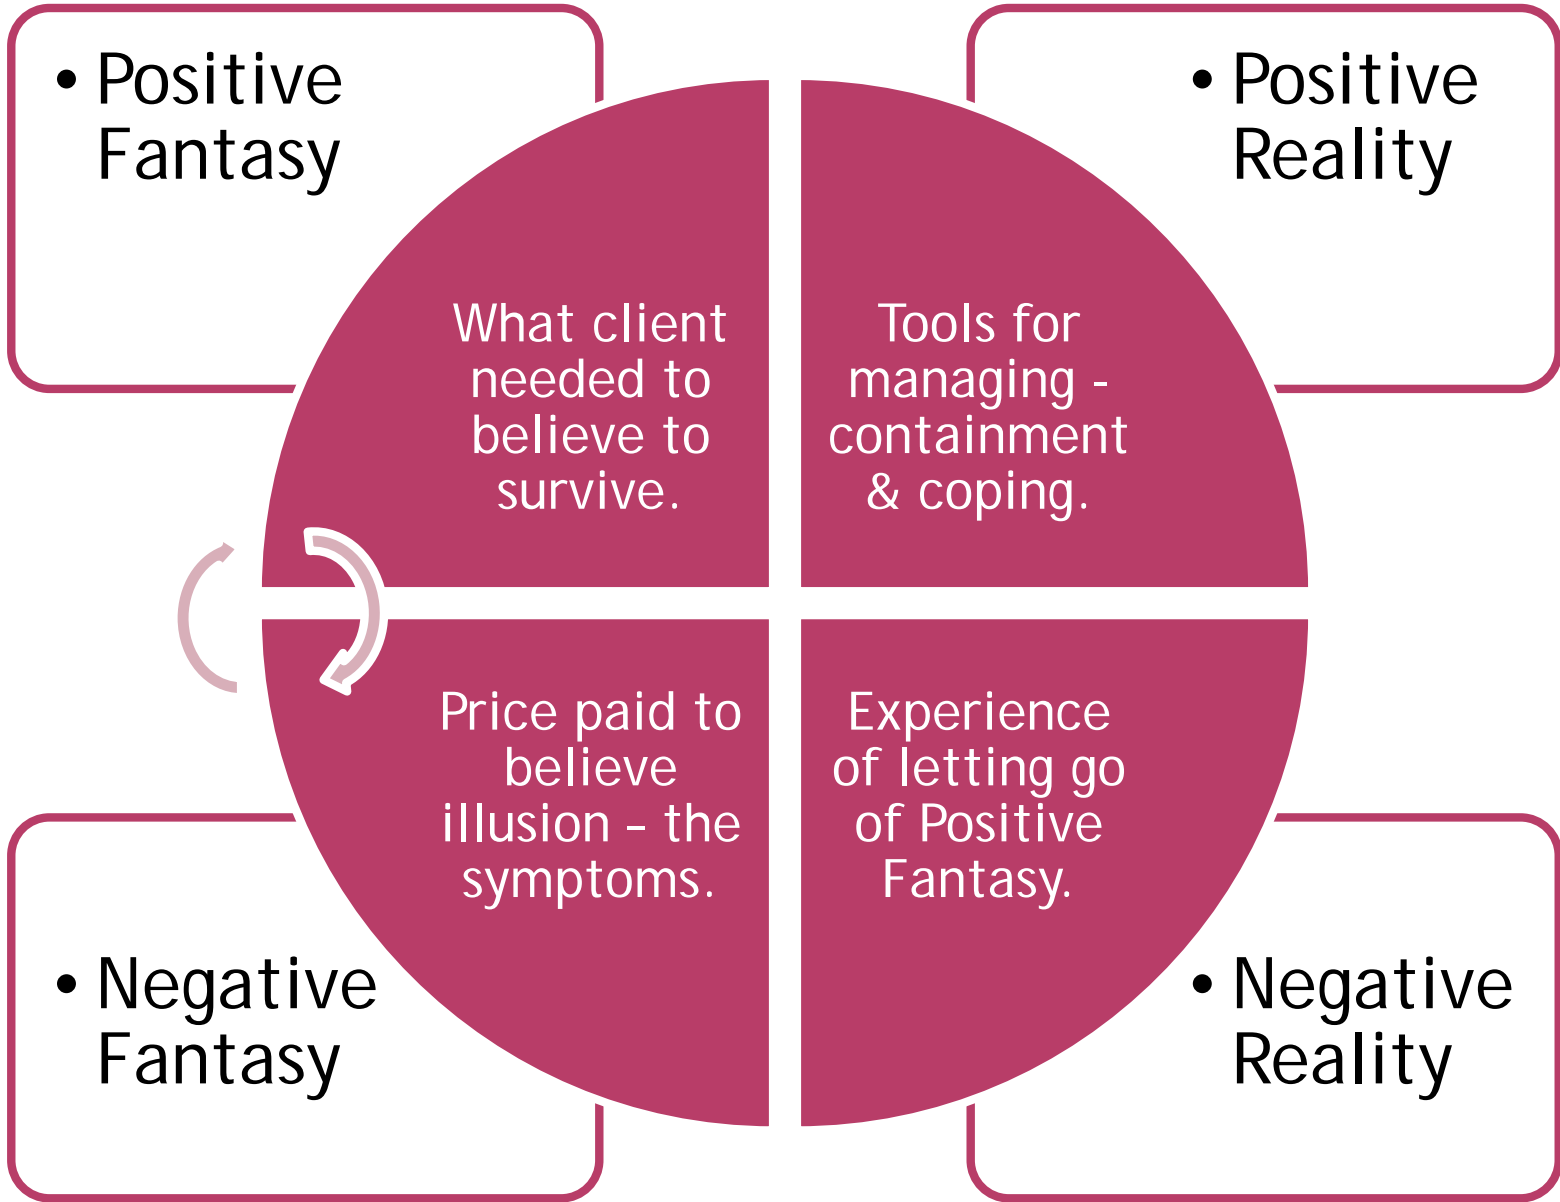 • Positive
Fantasy
• Positive
Reality
What client
needed to
believe to
survive.
Tools for
managing -
containment
& coping.
Price paid to
believe
illusion – the
symptoms.
Experience
of letting go
of Positive
Fantasy.
• Negative
Fantasy
• Negative
Reality